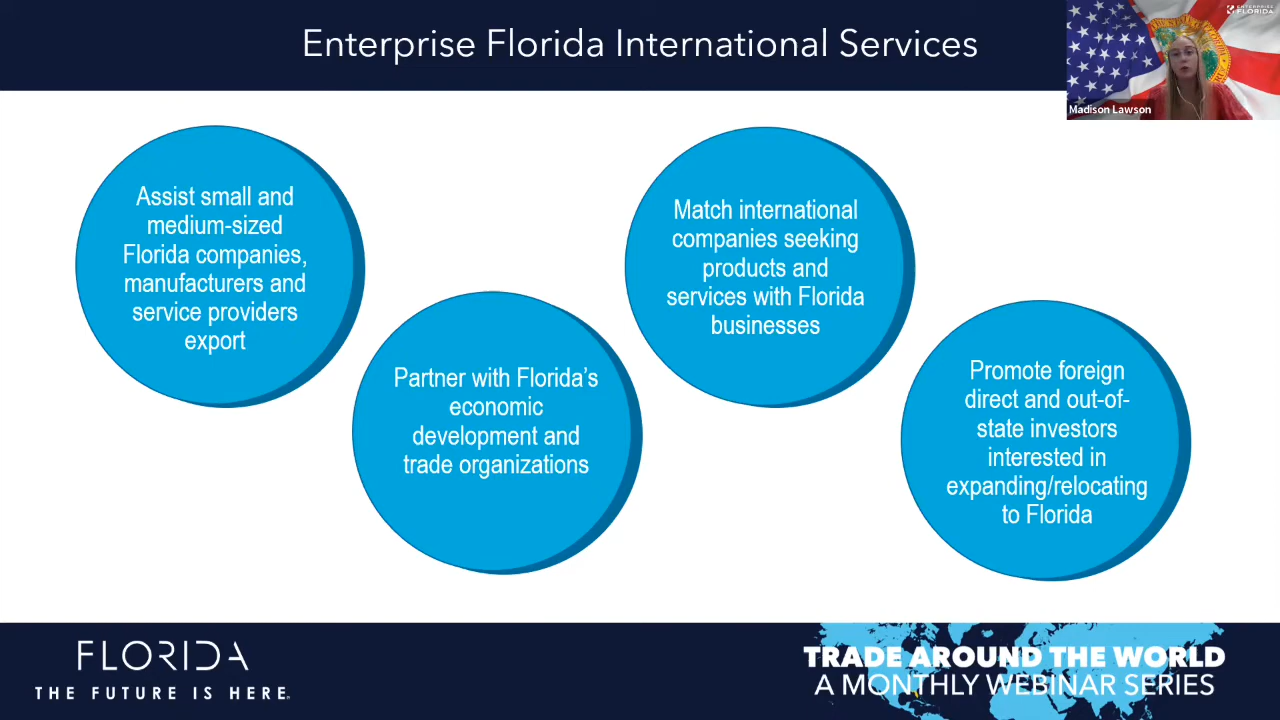 Enterprise Florida International Services
ENTERPRISE
FLORIDA
Madison Lawson
Assist small and
medium-sized
Florida companies,
manufacturers and
service providers
export
Partner with Florida’s
economic
development and
trade organizations
Match international
companies seeking
products and
services with Florida
businesses
Promote foreign
direct and out-of-
state investors
interested in
expanding/relocating
to Florida
FLORIDA
THE FUTURE IS HERE
TRADE AROUND THE WORLD
A MONTHLY WEBINAR SERIES